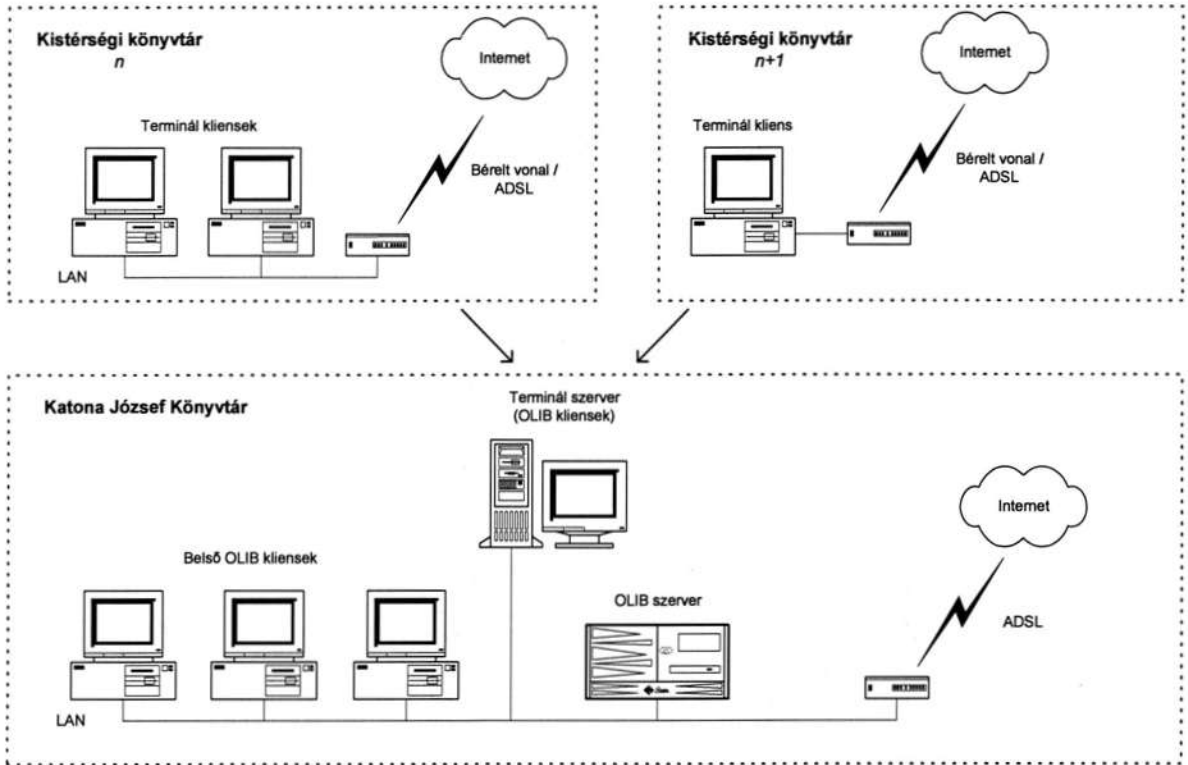 Kistérségi könyvtár
n
Internet
Terminál kliensek
Bérelt vonal /
ADSL
LAN
Kistérségi könyvtár
n+1
Internet
Terminál kliens
Bérelt vonal /
ADSL
Katona József Könyvtár
Terminál szerver
(OLIB kliensek)
Internet
Belső OLIB kliensek
OLIB szerver
ADSL
Sun
LAN